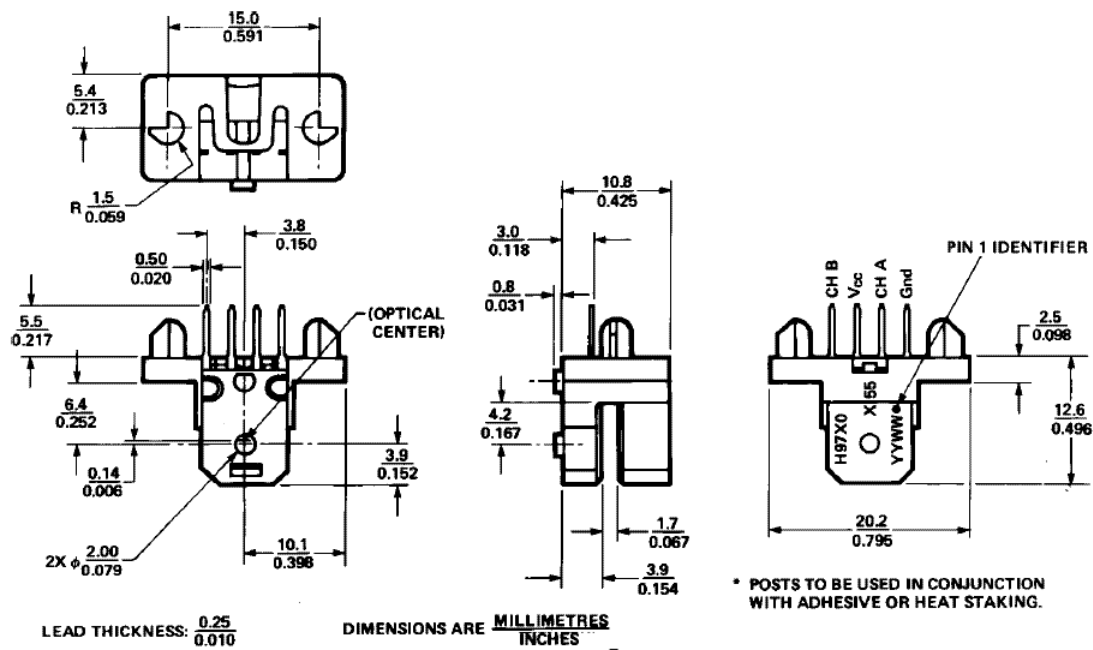 15.0
0.591
5.4
0.213
R 1.5
0.059
3.8
0.150
0.50
0.020
(OPTICAL
CENTER)
5.5
0.217
6.4
0.252
0.14
0.006
3.9
0.152
2X φ 2.00
0.079
10.1
0.398
10.8
0.425
3.0
0.118
0.8
0.031
4.2
0.167
1.7
0.067
3.9
0.154
PIN 1 IDENTIFIER
CH B
VCC
CH A
Gnd
2.5
0.098
12.6
0.496
H97X0
X 55
YYWW
20.2
0.795
* POSTS TO BE USED IN CONJUNCTION
WITH ADHESIVE OR HEAT STAKING.
LEAD THICKNESS: 0.25
0.010
DIMENSIONS ARE MILLIMETRES
INCHES